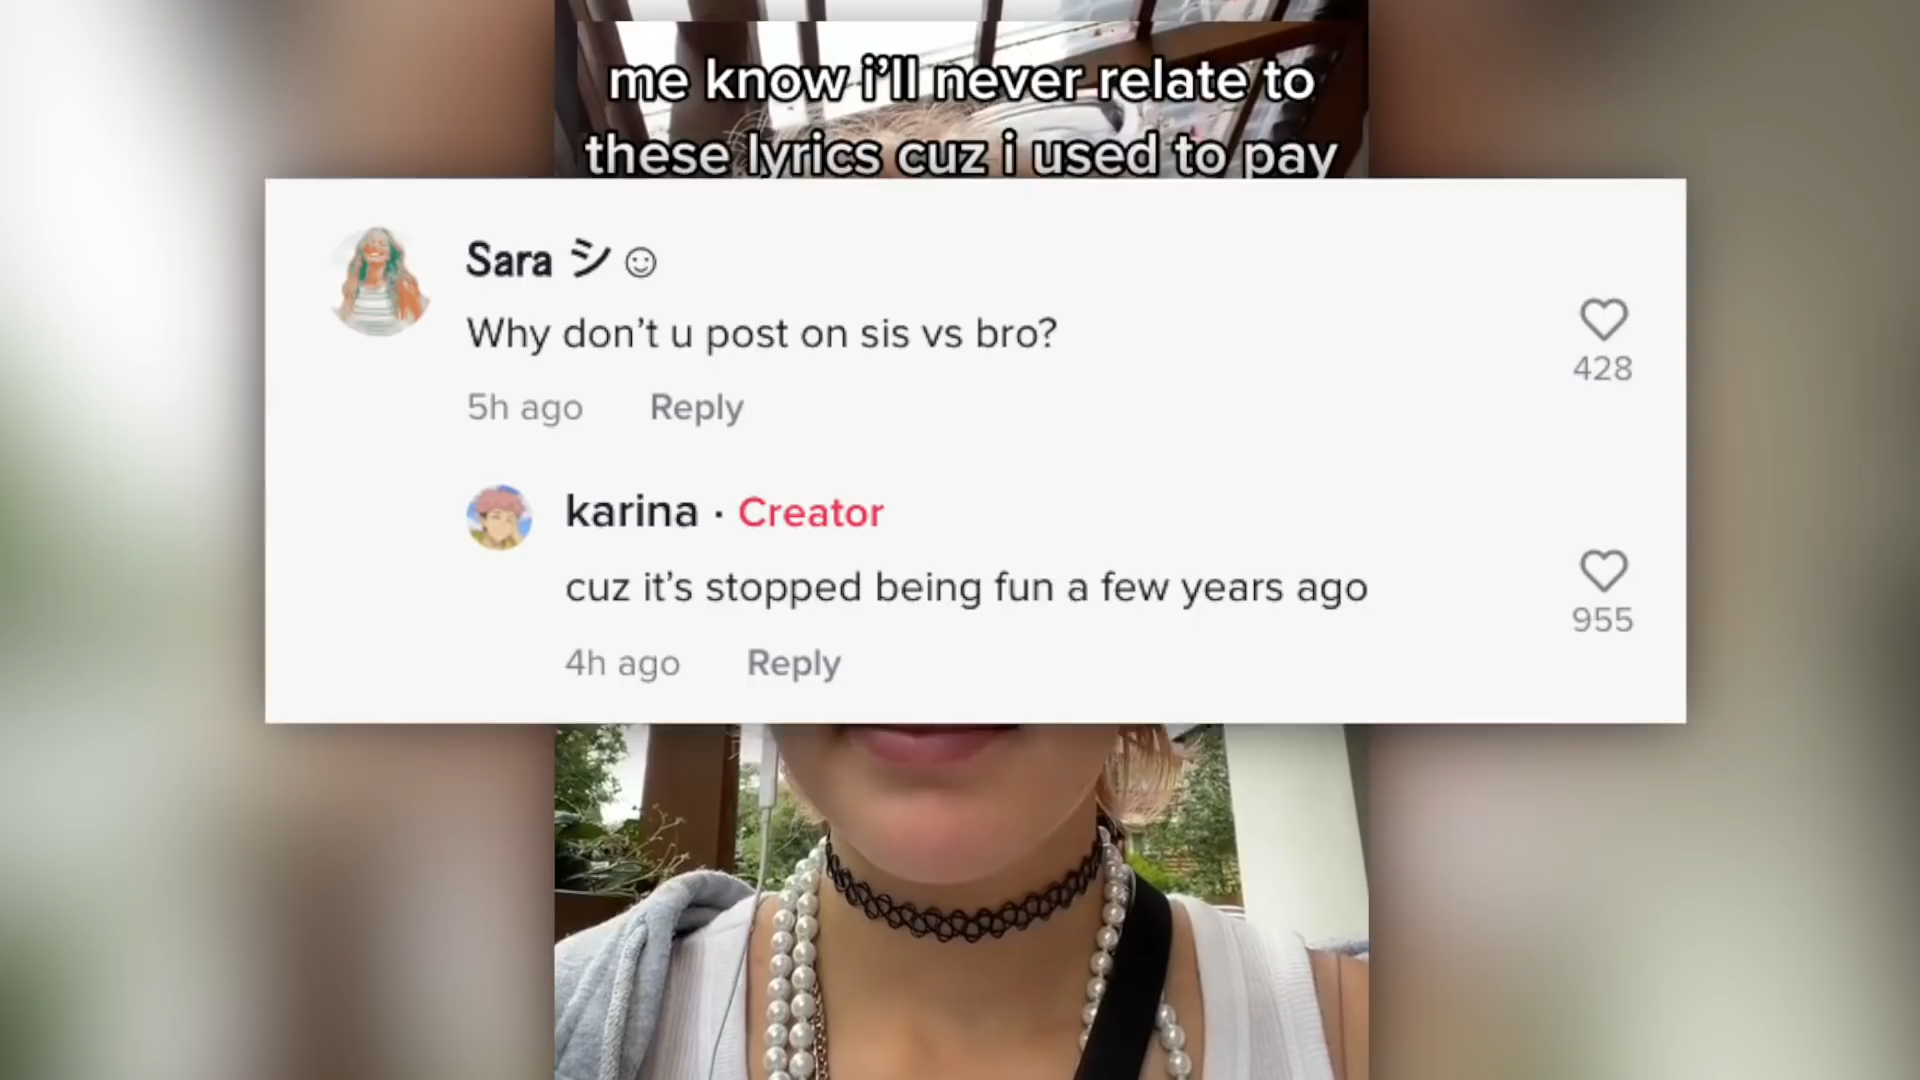 me know i'll never relate to
these lyrics cuz i used to pay
Sara シ ☺
Why don't u post on sis vs bro?
428
5h ago Reply
karina · Creator
cuz it's stopped being fun a few years ago
955
4h ago Reply